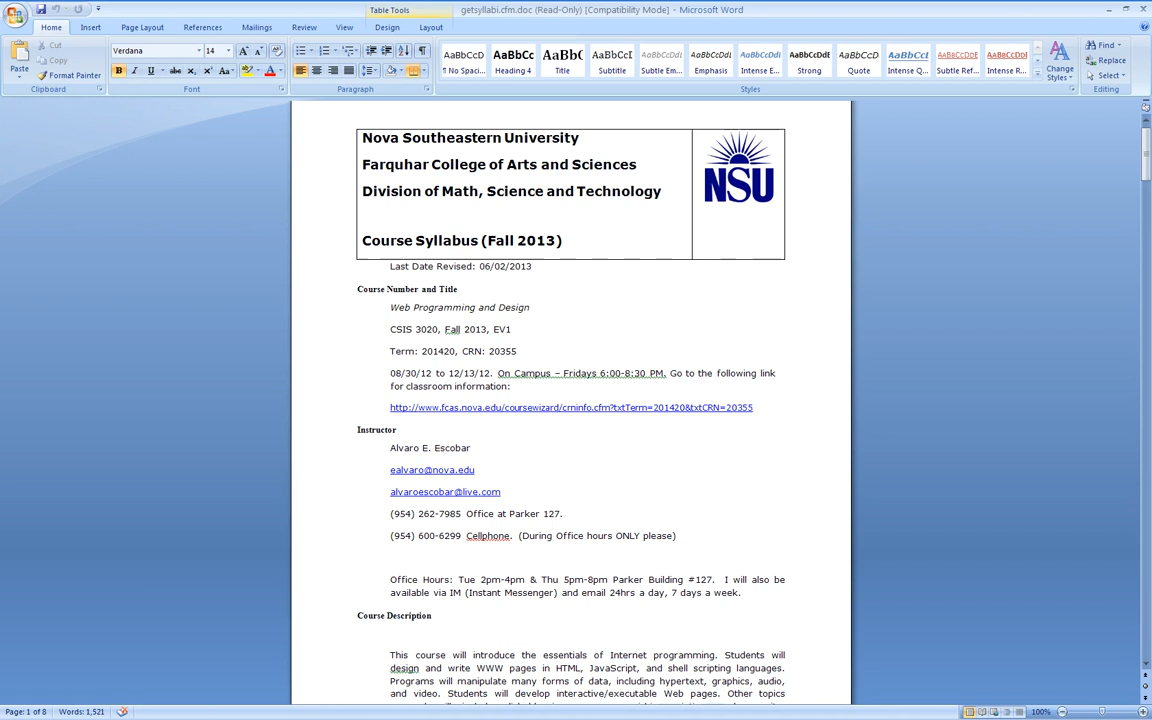 getsyllabi.cfm.doc (Read-Only) [Compatibility Mode] - Microsoft Word
Table Tools
Home Insert Page Layout References Mailings Review View Design Layout
Paste
Cut
Copy
Format Painter
Clipboard
Verdana 14
Font
Paragraph
AaBbCcD AaBbCc AaBb( AaBbCcI AaBbCcDd AaBbCcDd AaBbCcDdi AaBbCcDdE AaBbCcDd AaBbCcDd AaBbCcDdE AaBbCcDdI
¶ No Spaci... Heading 4 Title Subtitle Subtle Em... Emphasis Intense E... Strong Quote Intense Q... Subtle Ref... Intense R...
Styles
Change
Styles
Find
Replace
Select
Editing
Nova Southeastern University
Farquhar College of Arts and Sciences
Division of Math, Science and Technology
Course Syllabus (Fall 2013)
NSU
Last Date Revised: 06/02/2013
Course Number and Title
Web Programming and Design
CSIS 3020, Fall 2013, EV1
Term: 201420, CRN: 20355
08/30/12 to 12/13/12. On Campus – Fridays 6:00-8:30 PM. Go to the following link
for classroom information:
http://www.fcas.nova.edu/coursewizard/crninfo.cfm?txtTerm=201420&txtCRN=20355
Instructor
Alvaro E. Escobar
ealvaro@nova.edu
alvaroescobar@live.com
(954) 262-7985 Office at Parker 127.
(954) 600-6299 Cellphone. (During Office hours ONLY please)
Office Hours: Tue 2pm-4pm & Thu 5pm-8pm Parker Building #127. I will also be
available via IM (Instant Messenger) and email 24hrs a day, 7 days a week.
Course Description
This course will introduce the essentials of Internet programming. Students will
design and write WWW pages in HTML, JavaScript, and shell scripting languages.
Programs will manipulate many forms of data, including hypertext, graphics, audio,
and video. Students will develop interactive/executable Web pages. Other topics
Page: 1 of 8 Words: 1,521 100%